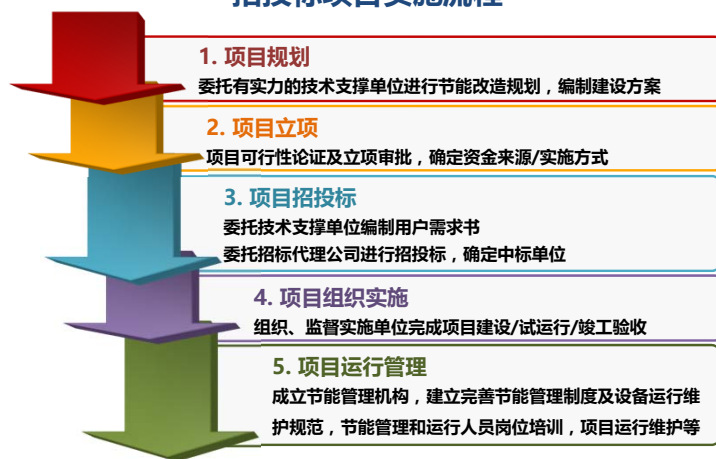 招投标项目实施流程
1. 项目规划
委托有实力的技术支撑单位进行节能改造规划，编制建设方案
2. 项目立项
项目可行性论证及立项审批，确定资金来源/实施方式
3. 项目招投标
委托技术支撑单位编制用户需求书
委托招标代理公司进行招投标，确定中标单位
4. 项目组织实施
组织、监督实施单位完成项目建设/试运行/竣工验收
5. 项目运行管理
成立节能管理机构，建立完善节能管理制度及设备运行维
护规范，节能管理和运行人员岗位培训，项目运行维护等